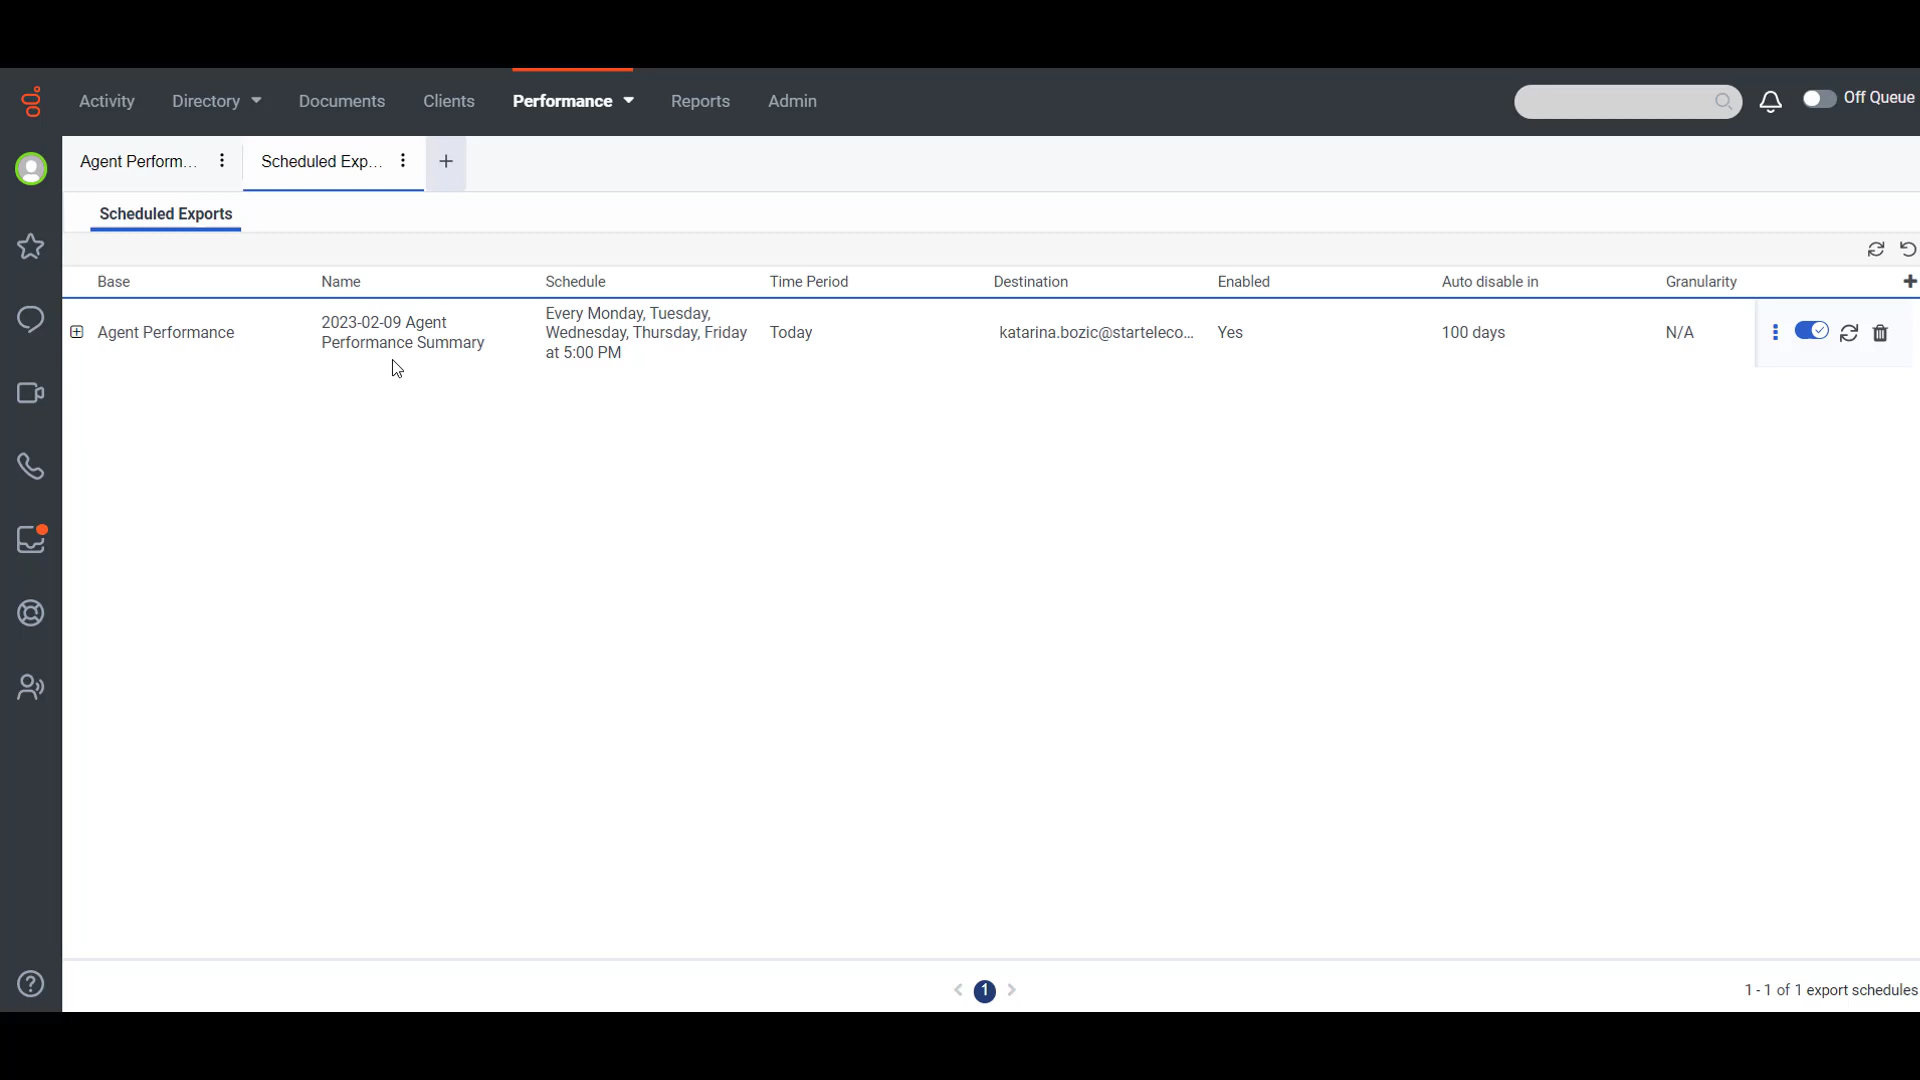 Activity
Directory
Documents
Clients
Performance
Reports
Admin
Off Queue
Agent Perform...
Scheduled Exp...
Scheduled Exports
Base
Name
Schedule
Time Period
Destination
Enabled
Auto disable in
Granularity
Agent Performance
2023-02-09 Agent
Performance Summary
Every Monday, Tuesday,
Wednesday, Thursday, Friday
at 5:00 PM
Today
katarina.bozic@starteleco...
Yes
100 days
N/A
1
1 - 1 of 1 export schedules